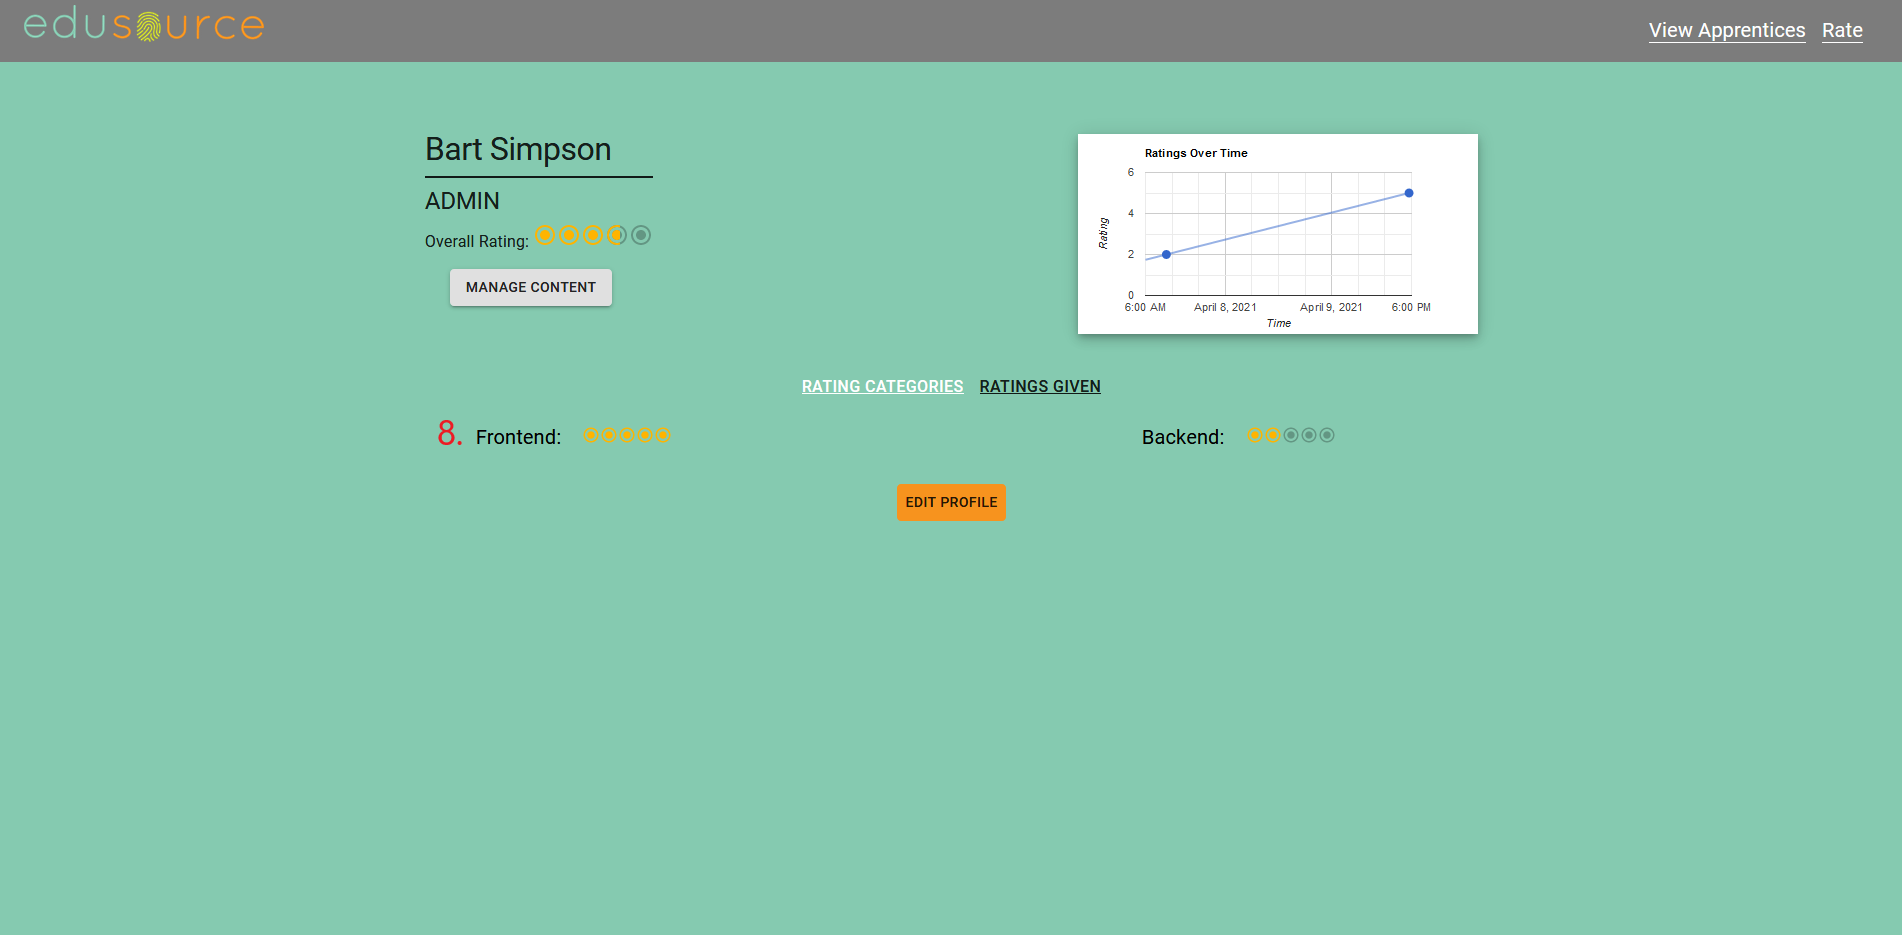 edusource
View Apprentices Rate
Bart Simpson
ADMIN
Overall Rating:
MANAGE CONTENT
Ratings Over Time
6
4
2
0
Rating
6:00 AM April 8, 2021 April 9, 2021 6:00 PM
Time
RATING CATEGORIES RATINGS GIVEN
8. Frontend: Backend:
EDIT PROFILE